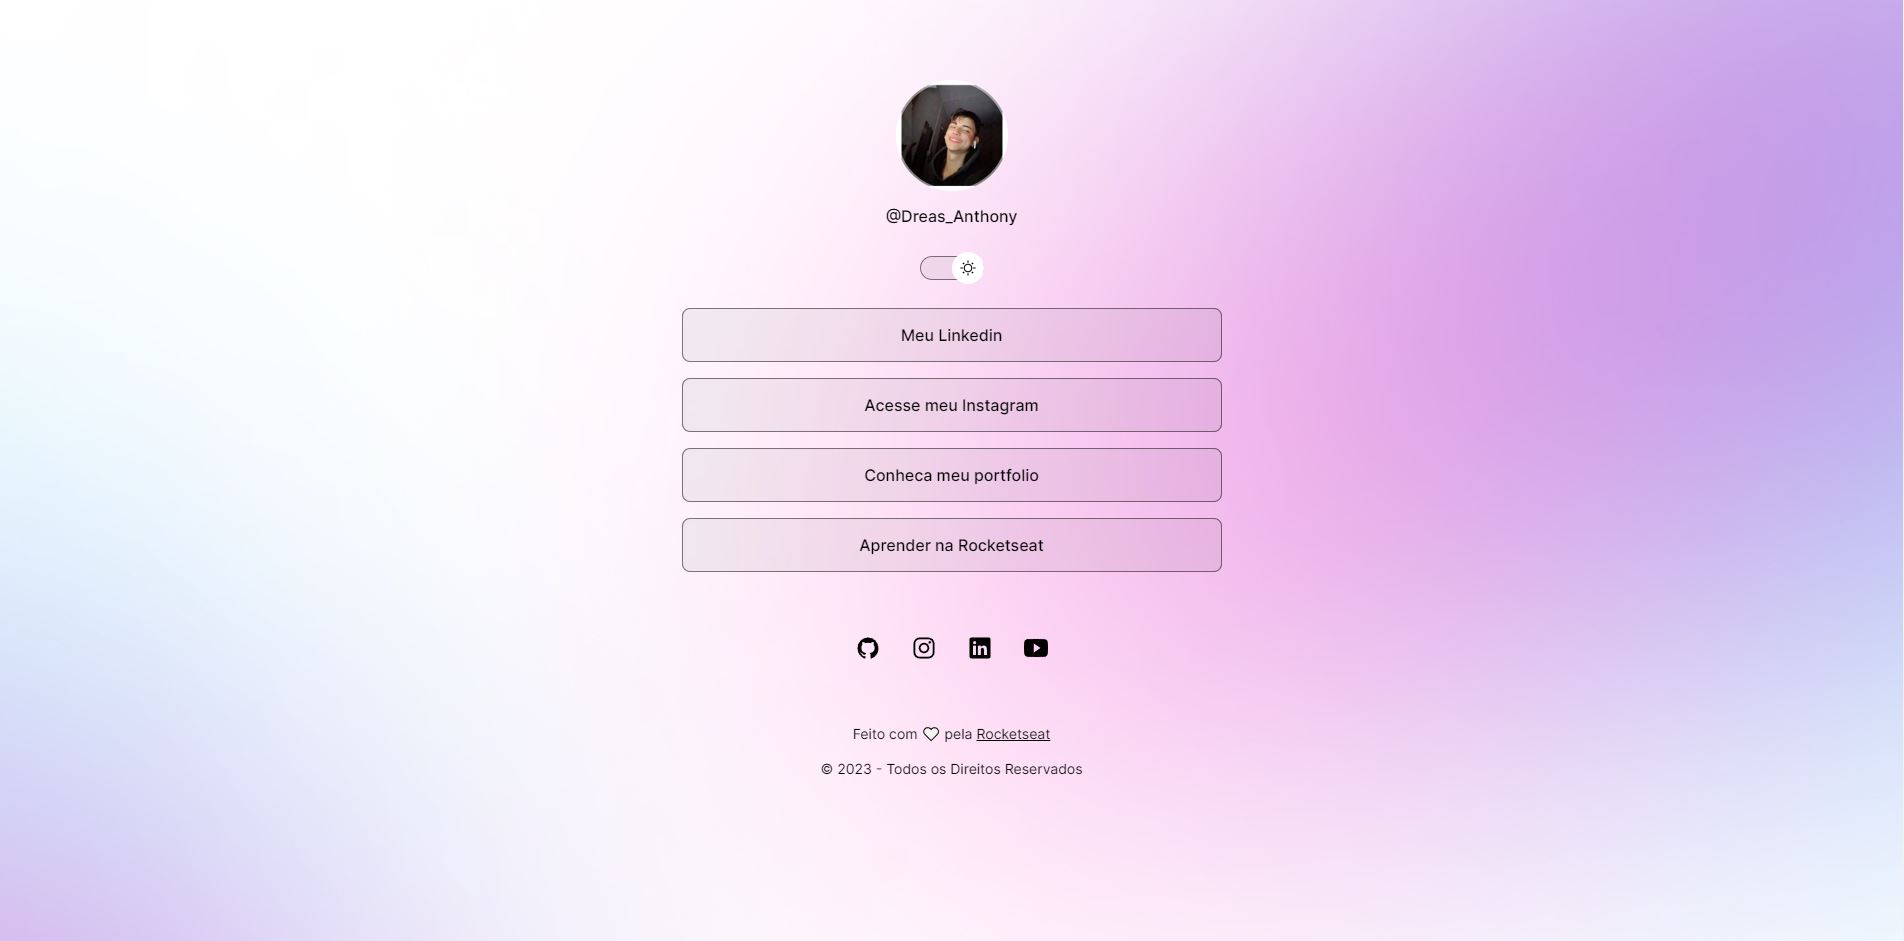 @Dreas_Anthony
Meu Linkedin
Acesse meu Instagram
Conheca meu portfolio
Aprender na Rocketseat
Feito com pela Rocketseat
© 2023 - Todos os Direitos Reservados